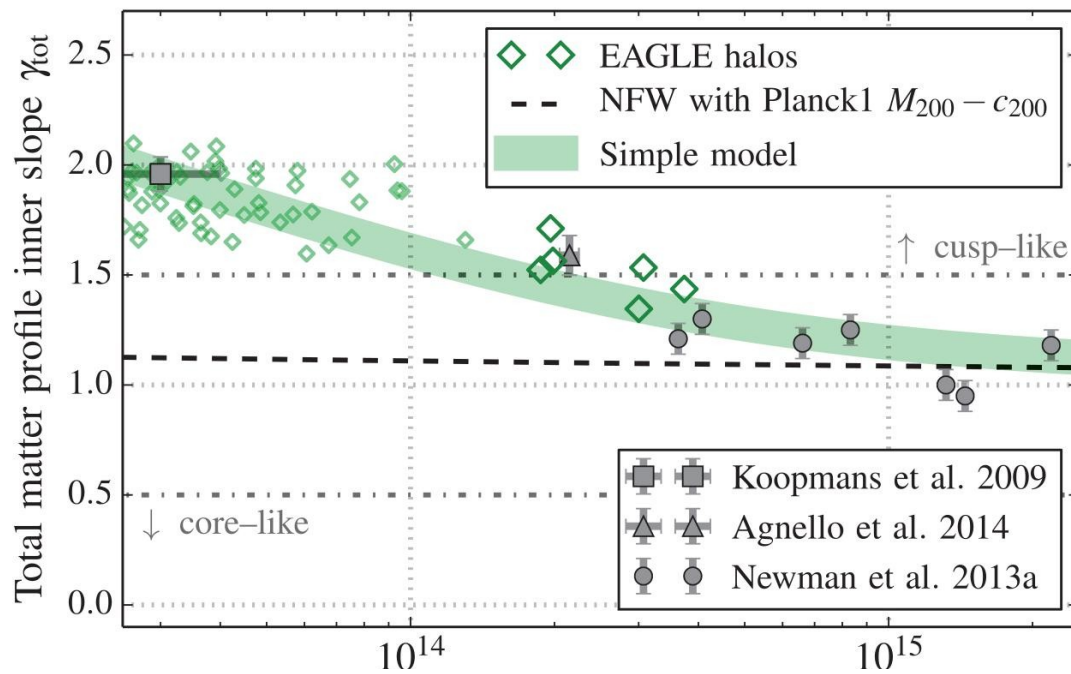 Total matter profile inner slope γtot
2.5
2.0
1.5
1.0
0.5
0.0
EAGLE halos
NFW with Planck1 M200 − c200
Simple model
↑ cusp–like
↓ core–like
Koopmans et al. 2009
Agnello et al. 2014
Newman et al. 2013a
10^14
10^15